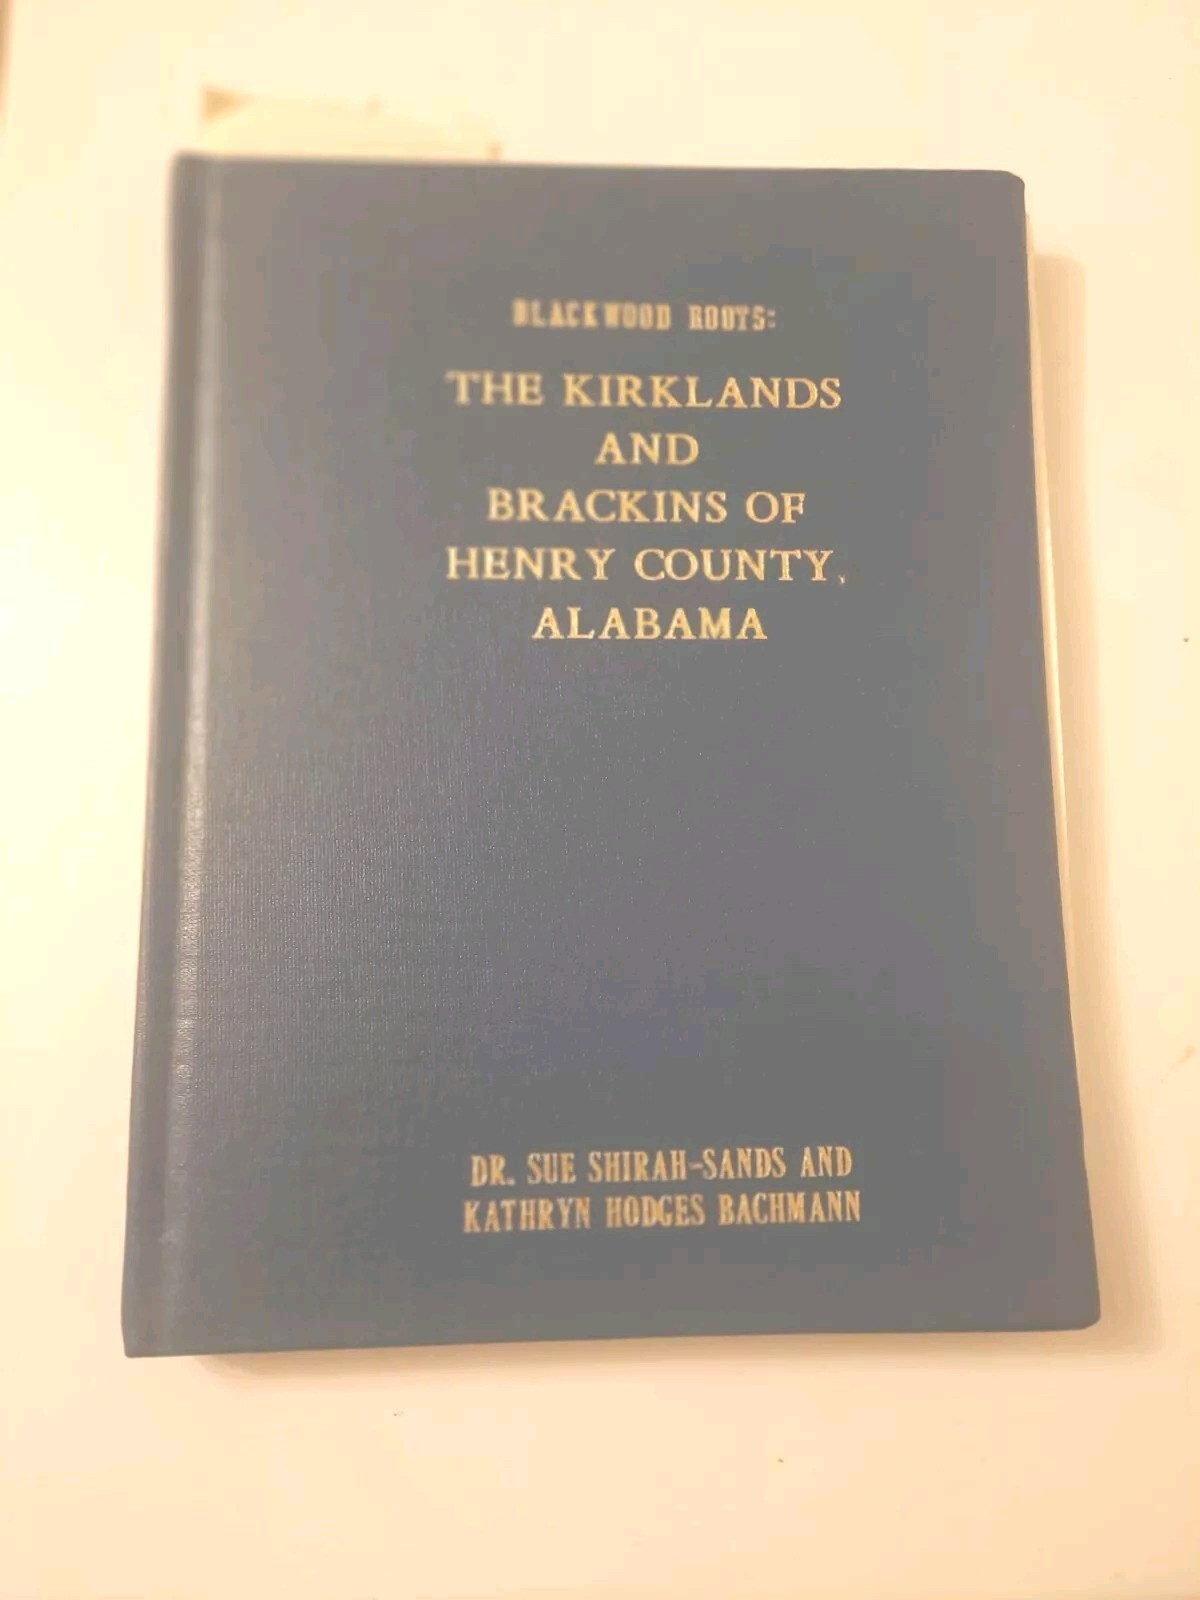 BLACKWOOD ROOTS:
THE KIRKLANDS
AND
BRACKINS OF
HENRY COUNTY,
ALABAMA
DR. SUE SHIRAH-SANDS AND
KATHRYN HODGES BACHMANN